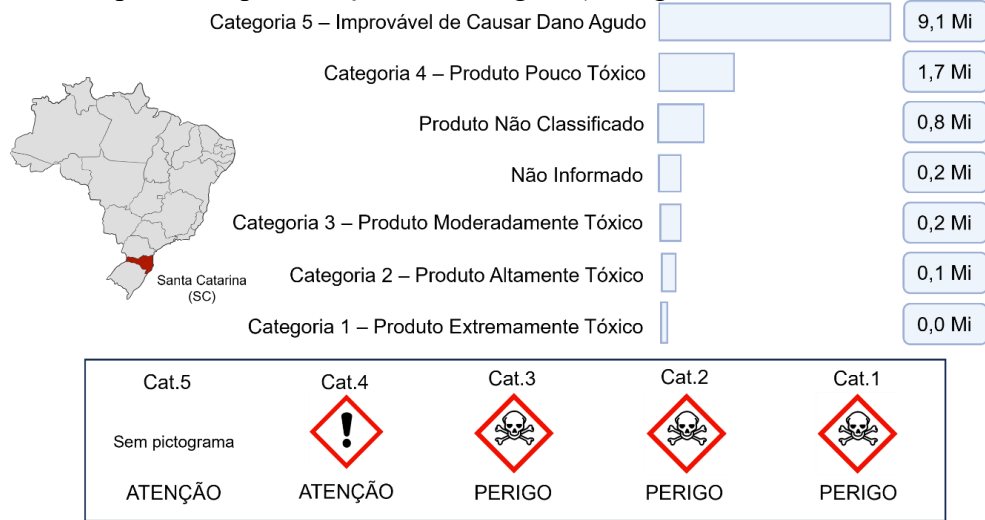 Categoria 5 – Improvável de Causar Dano Agudo 9,1 Mi
Categoria 4 – Produto Pouco Tóxico 1,7 Mi
Produto Não Classificado 0,8 Mi
Não Informado 0,2 Mi
Categoria 3 – Produto Moderadamente Tóxico 0,2 Mi
Categoria 2 – Produto Altamente Tóxico 0,1 Mi
Categoria 1 – Produto Extremamente Tóxico 0,0 Mi
Santa Catarina
(SC)
Cat.5 Cat.4 Cat.3 Cat.2 Cat.1
Sem pictograma
!
ATENÇÃO ATENÇÃO PERIGO PERIGO PERIGO